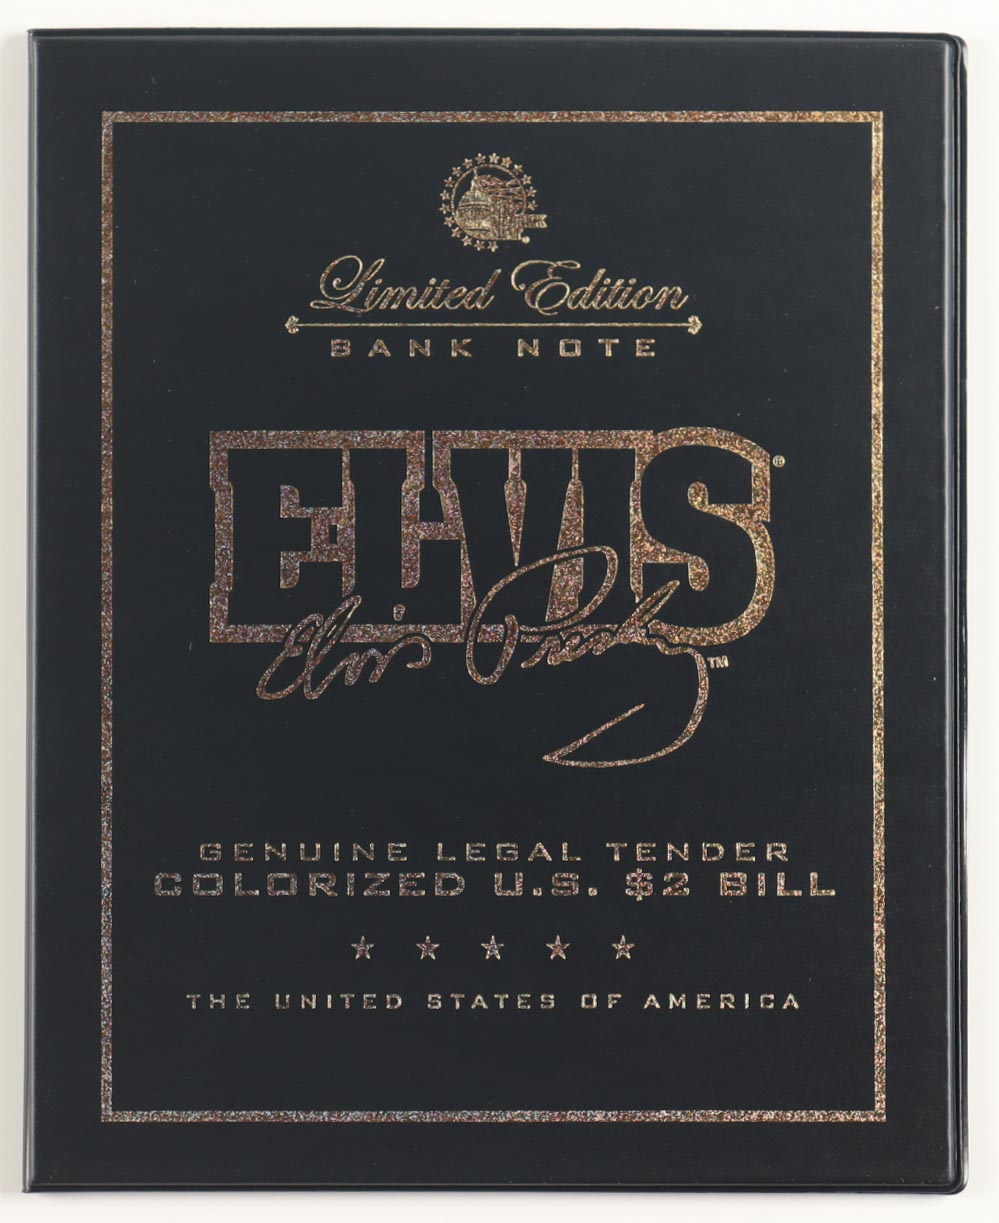 Limited Edition
BANK NOTE
ELVIS®
Elvis Presley™
GENUINE LEGAL TENDER
COLORIZED U.S. $2 BILL
THE UNITED STATES OF AMERICA